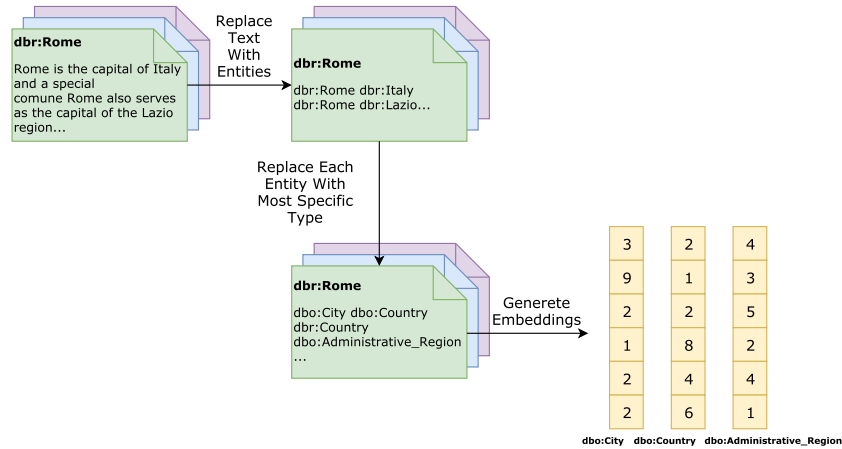 dbr:Rome
Rome is the capital of Italy
and a special
comune Rome also serves
as the capital of the Lazio
region...
Replace
Text
With
Entities
dbr:Rome
dbr:Rome dbr:Italy
dbr:Rome dbr:Lazio...
Replace Each
Entity With
Most Specific
Type
dbr:Rome
dbo:City dbo:Country
dbr:Country
dbo:Administrative_Region
...
Generete
Embeddings
3 2 4
9 1 3
2 2 5
1 8 2
2 4 4
2 6 1
dbo:City dbo:Country dbo:Administrative_Region